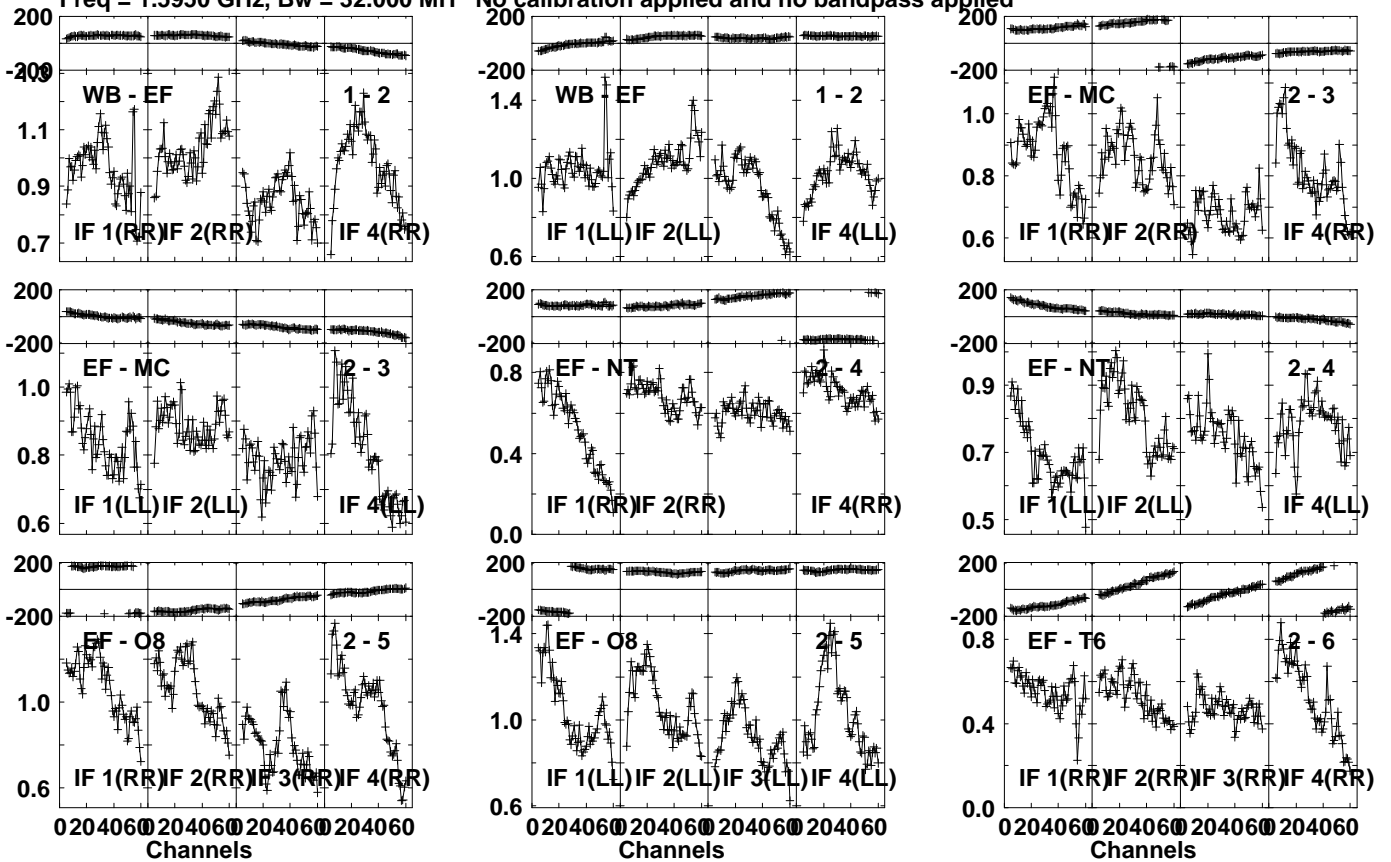 Freq = 1.5950 GHz, Bw = 32.000 MH No calibration applied and no bandpass applied
200
-200
1.3
1.1
0.9
0.7
WB - EF 1 - 2
IF 1(RR) IF 2(RR) IF 4(RR)
200
-200
1.4
1.0
0.6
WB - EF 1 - 2
IF 1(LL) IF 2(LL) IF 4(LL)
200
-200
1.0
0.8
0.6
EF - MC 2 - 3
IF 1(RR) IF 2(RR) IF 4(RR)
200
-200
1.0
0.8
0.6
EF - MC 2 - 3
IF 1(LL) IF 2(LL) IF 4(LL)
200
-200
0.8
0.4
0.0
EF - NT 2 - 4
IF 1(RR) IF 2(RR) IF 4(RR)
200
-200
0.9
0.7
0.5
EF - NT 2 - 4
IF 1(LL) IF 2(LL) IF 4(LL)
200
-200
1.0
0.6
EF - O8 2 - 5
IF 1(RR) IF 2(RR) IF 3(RR) IF 4(RR)
0 20 40 60 0 20 40 60 0 20 40 60 0 20 40 60
Channels
200
-200
1.4
1.0
0.6
EF - O8 2 - 5
IF 1(LL) IF 2(LL) IF 3(LL) IF 4(LL)
0 20 40 60 0 20 40 60 0 20 40 60 0 20 40 60
Channels
200
-200
0.8
0.4
0.0
EF - T6 2 - 6
IF 1(RR) IF 2(RR) IF 3(RR) IF 4(RR)
0 20 40 60 0 20 40 60 0 20 40 60 0 20 40 60
Channels